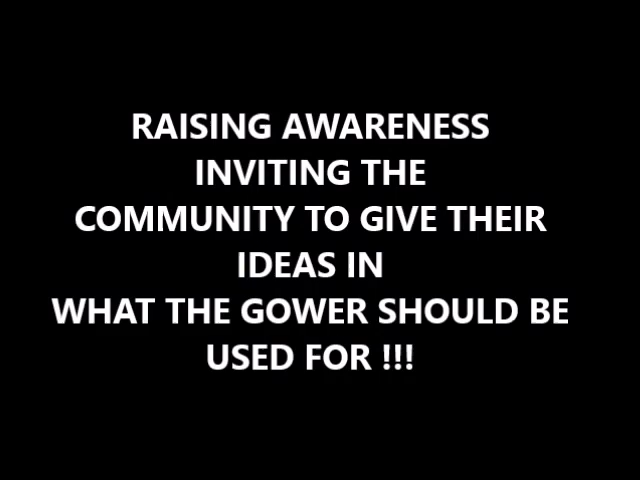 RAISING AWARENESS
INVITING THE
COMMUNITY TO GIVE THEIR
IDEAS IN
WHAT THE GOWER SHOULD BE
USED FOR !!!